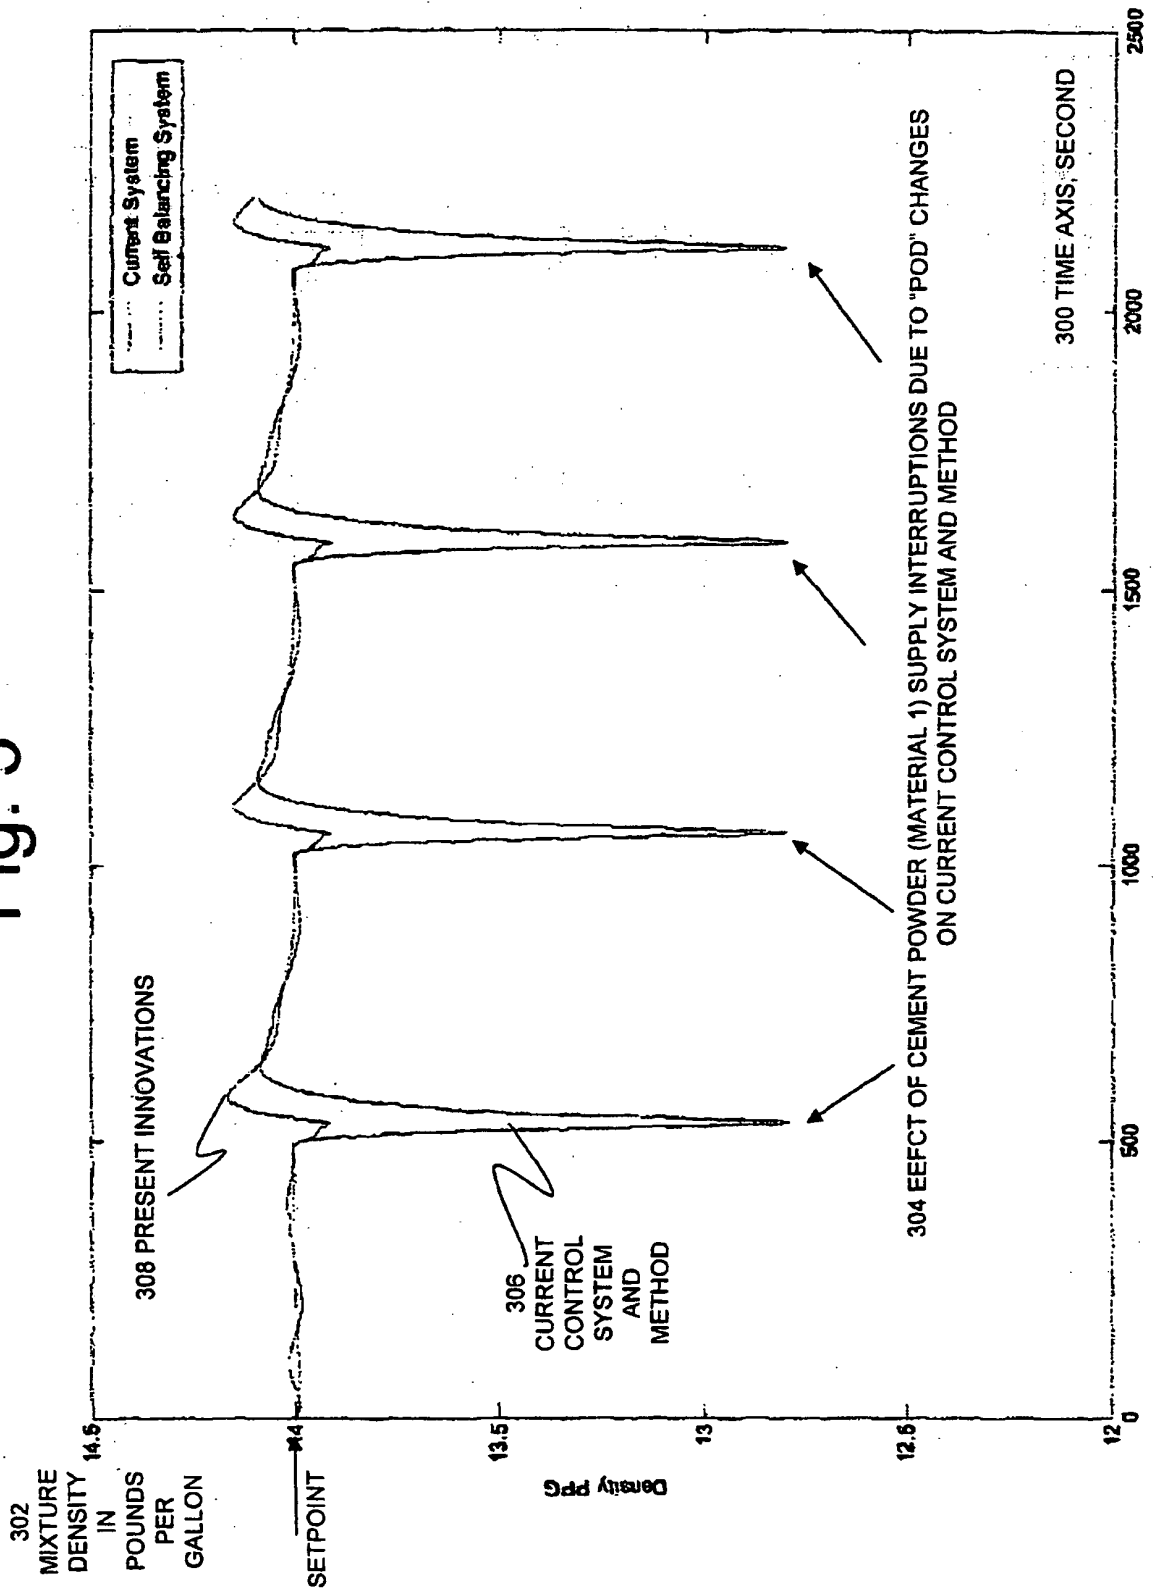 Fig. 3
302
MIXTURE
DENSITY
IN
POUNDS
PER
GALLON
SETPOINT
14.5
14
13.5
13
12.5
12
Density PPG
Current System
Self Balancing System
308 PRESENT INNOVATIONS
306
CURRENT
CONTROL
SYSTEM
AND
METHOD
304 EEFCT OF CEMENT POWDER (MATERIAL 1) SUPPLY INTERRUPTIONS DUE TO "POD" CHANGES
ON CURRENT CONTROL SYSTEM AND METHOD
300 TIME AXIS, SECOND
0
500
1000
1500
2000
2500